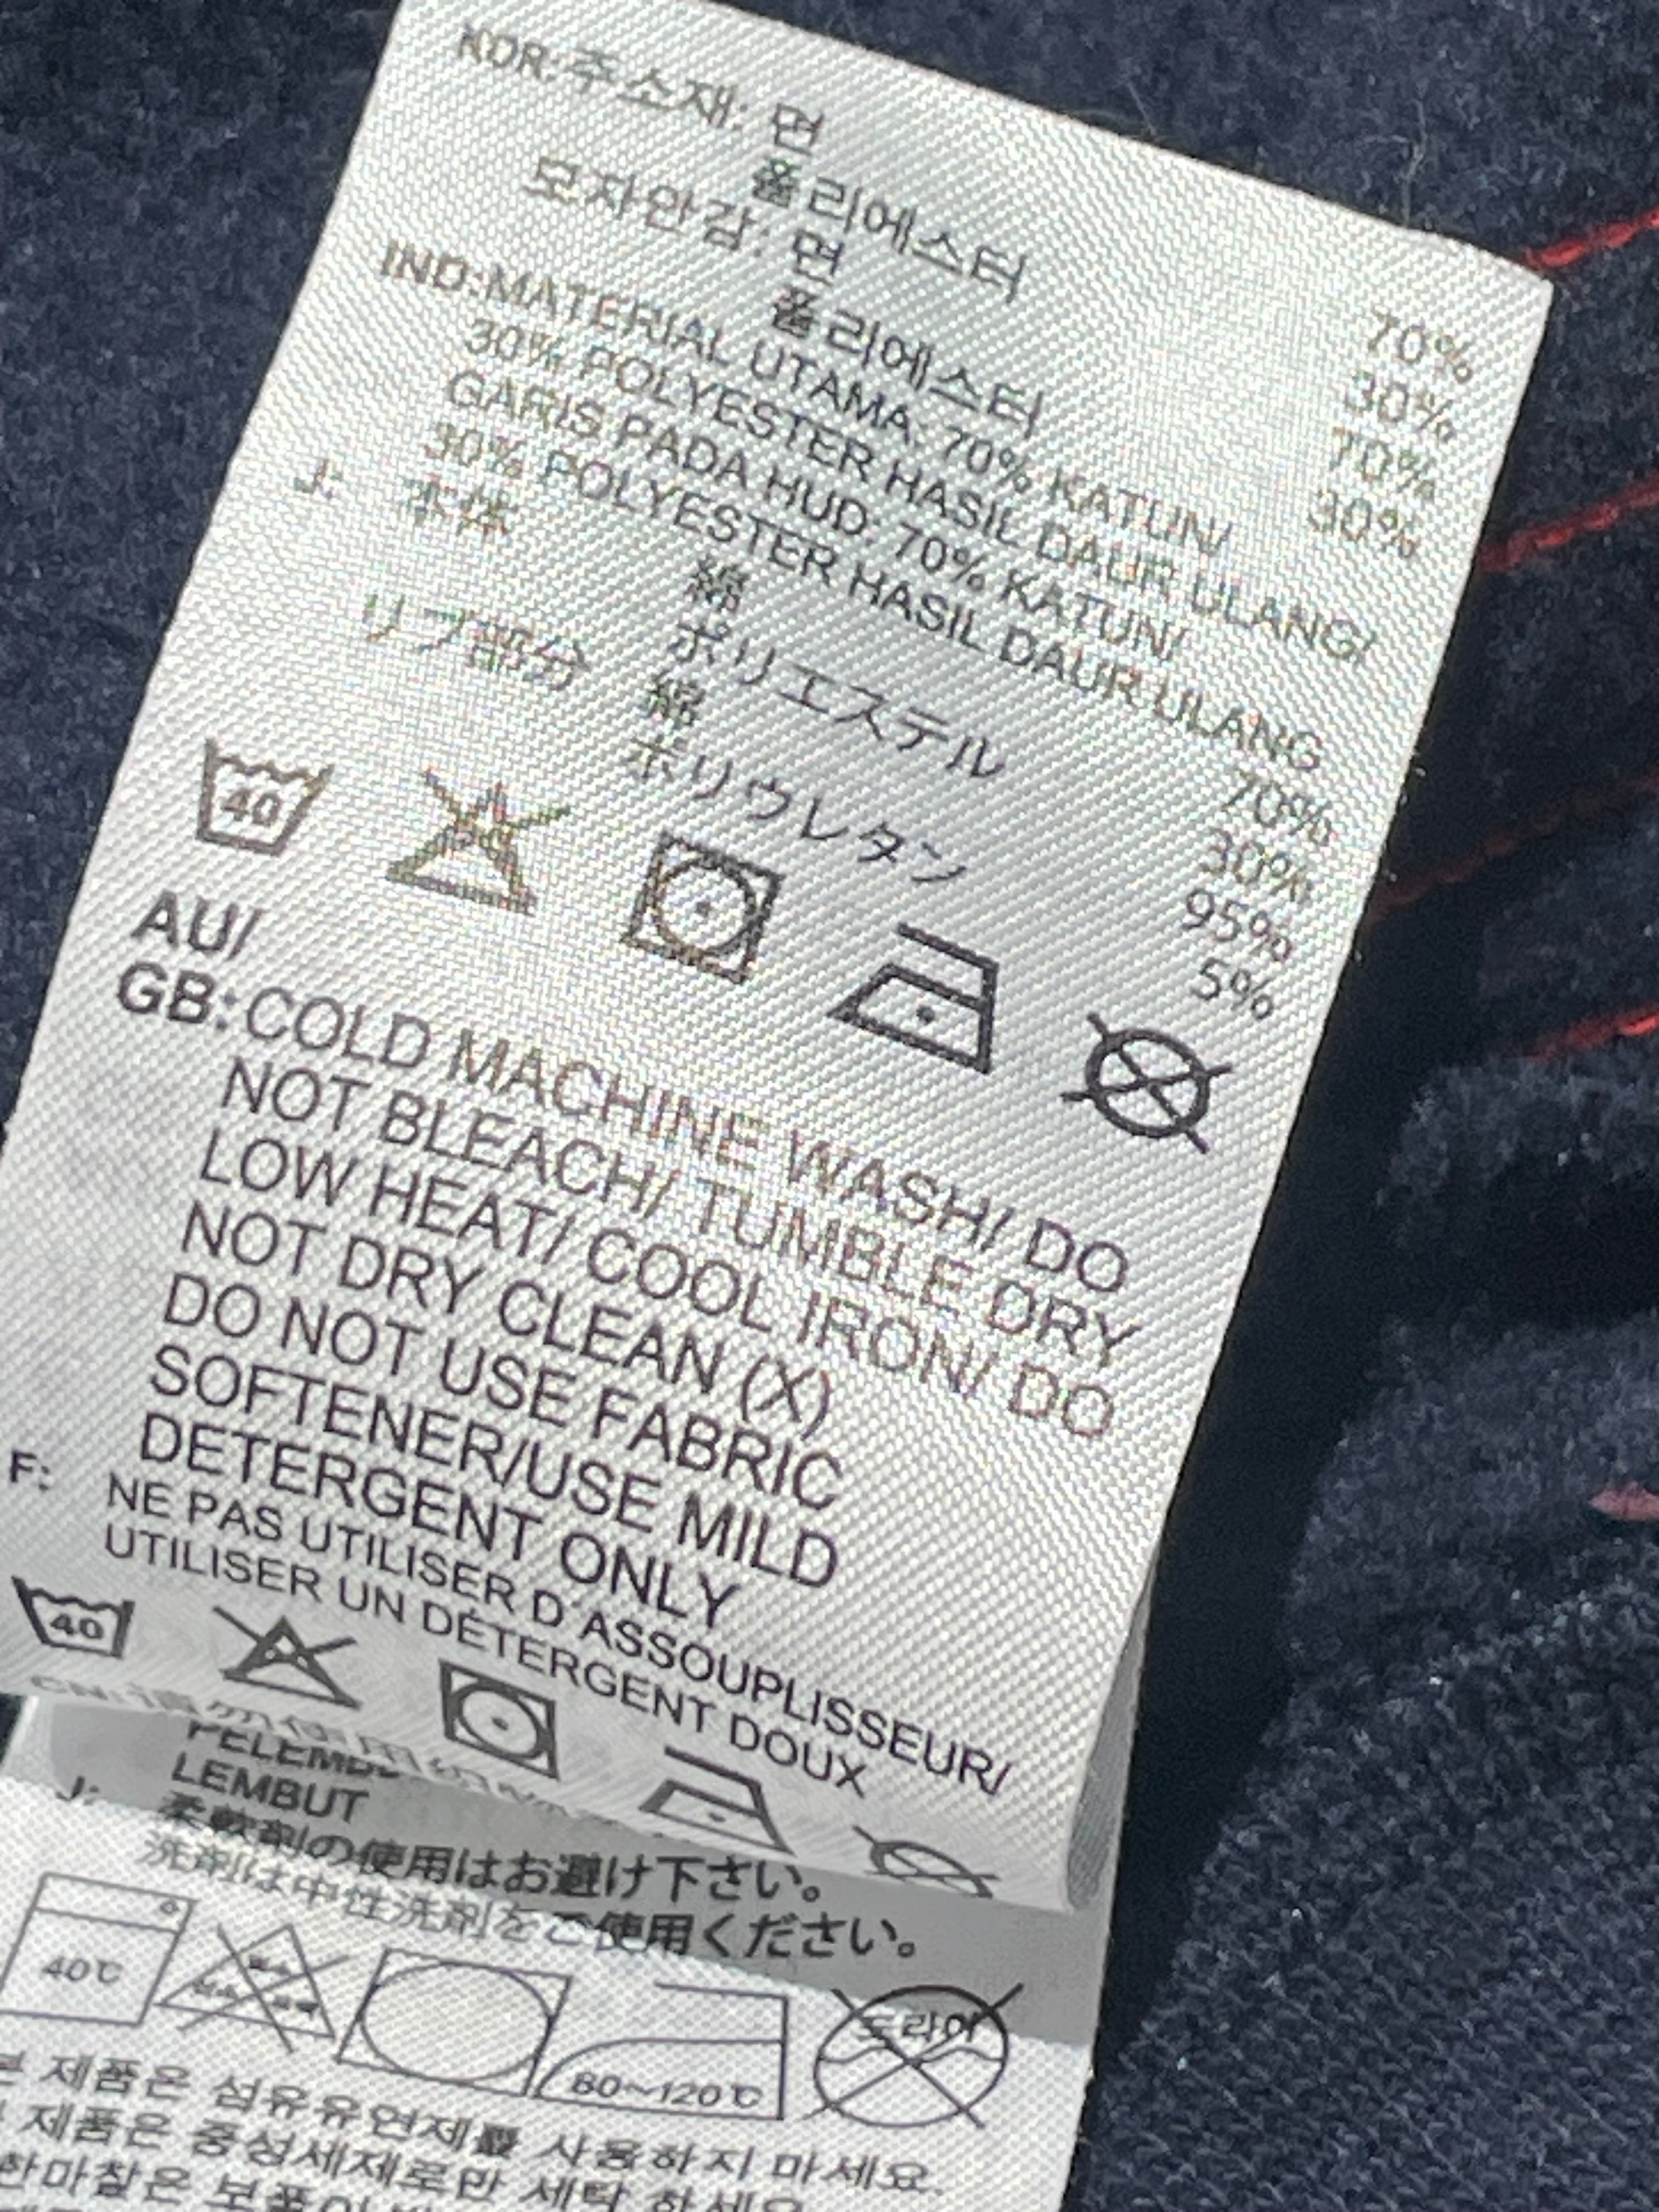 KOR:주소재: 면 70%
폴리에스터 30%
모자안감: 면 70%
폴리에스터 30%
IND:MATERIAL UTAMA: 70% KATUN/
30% POLYESTER HASIL DAUR ULANG/
GARIS PADA HUD: 70% KATUN/
30% POLYESTER HASIL DAUR ULANG
J: 本体 綿 70%
ポリエステル 30%
リブ部分 綿 95%
ポリウレタン 5%
40
AU/
GB:COLD MACHINE WASH/ DO
NOT BLEACH/ TUMBLE DRY
LOW HEAT/ COOL IRON/ DO
NOT DRY CLEAN (X)
DO NOT USE FABRIC
SOFTENER/USE MILD
DETERGENT ONLY
F: NE PAS UTILISER D'ASSOUPLISSEUR/
UTILISER UN DÉTERGENT DOUX
40
LEMBUT
J: 柔軟剤の使用はお避け下さい。
洗剤は中性洗剤をご使用ください。
40℃
80~120℃
드라이
제품은 섬유유연제를 사용하지 마세요.
제품은 중성세제로만 세탁 하세요